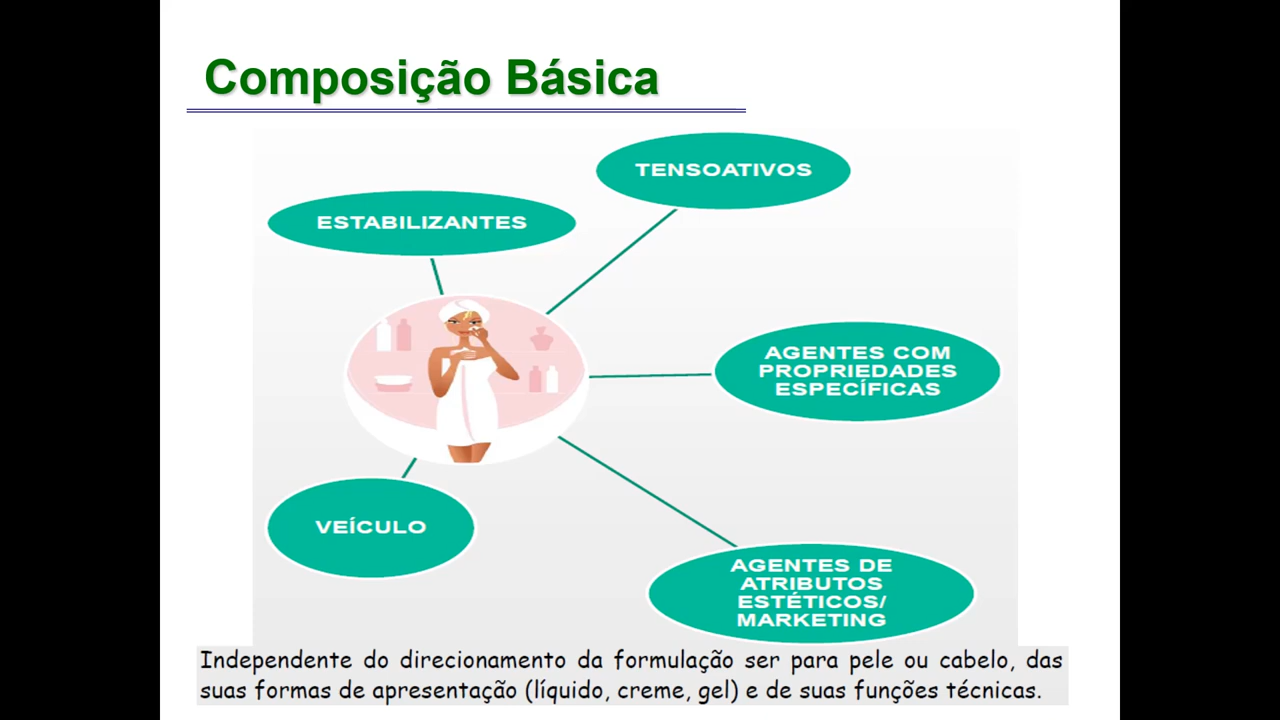 Composição Básica
TENSOATIVOS
ESTABILIZANTES
AGENTES COM
PROPRIEDADES
ESPECÍFICAS
VEÍCULO
AGENTES DE
ATRIBUTOS
ESTÉTICOS/
MARKETING
Independente do direcionamento da formulação ser para pele ou cabelo, das
suas formas de apresentação (líquido, creme, gel) e de suas funções técnicas.